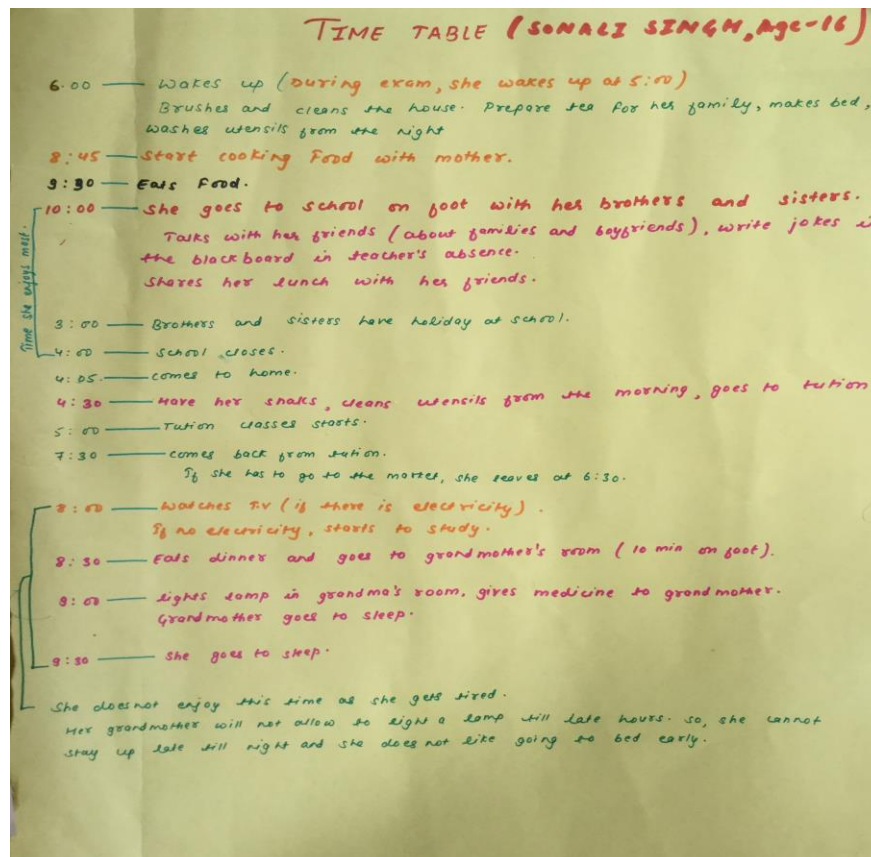 TIME TABLE (SONALI SINGH, Age-16)
6.00 — Wakes up (During exam, she wakes up at 5:00)
Brushes and cleans the house. Prepare tea for her family, makes bed,
washes utensils from the night
8:45 — Start cooking Food with mother.
9:30 — Eats Food.
10:00 — She goes to school on foot with her brothers and sisters.
Talks with her friends (about families and boyfriends), write jokes i
the blackboard in teacher's absence.
Shares her lunch with her friends.
Time she enjoys most.
3:00 — Brothers and sisters have holiday at school.
4:00 — School closes.
4:05. — comes to home.
4:30 — Have her snaks, cleans utensils from the morning, goes to tution
5:00 — Tution classes starts.
7:30 — comes back from tution.
If she has to go to the market, she leaves at 6:30.
8:00 — Watches T.V (if there is electricity).
If no electricity, starts to study.
8:30 — Eats dinner and goes to grandmother's room (10 min on foot).
9:00 — lights lamp in grandma's room, gives medicine to grandmother.
Grandmother goes to sleep.
9:30 — She goes to sleep.
She does not enjoy this time as she gets tired.
Her grandmother will not allow to light a lamp till late hours. so, she cannot
stay up late till night and she does not like going to bed early.